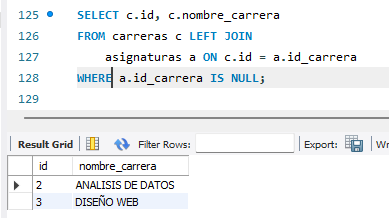 125 SELECT c.id, c.nombre_carrera
126 FROM carreras c LEFT JOIN
127 asignaturas a ON c.id = a.id_carrera
128 WHERE a.id_carrera IS NULL;
129
Result Grid Filter Rows: Export: Wr
id nombre_carrera
2 ANALISIS DE DATOS
3 DISEÑO WEB